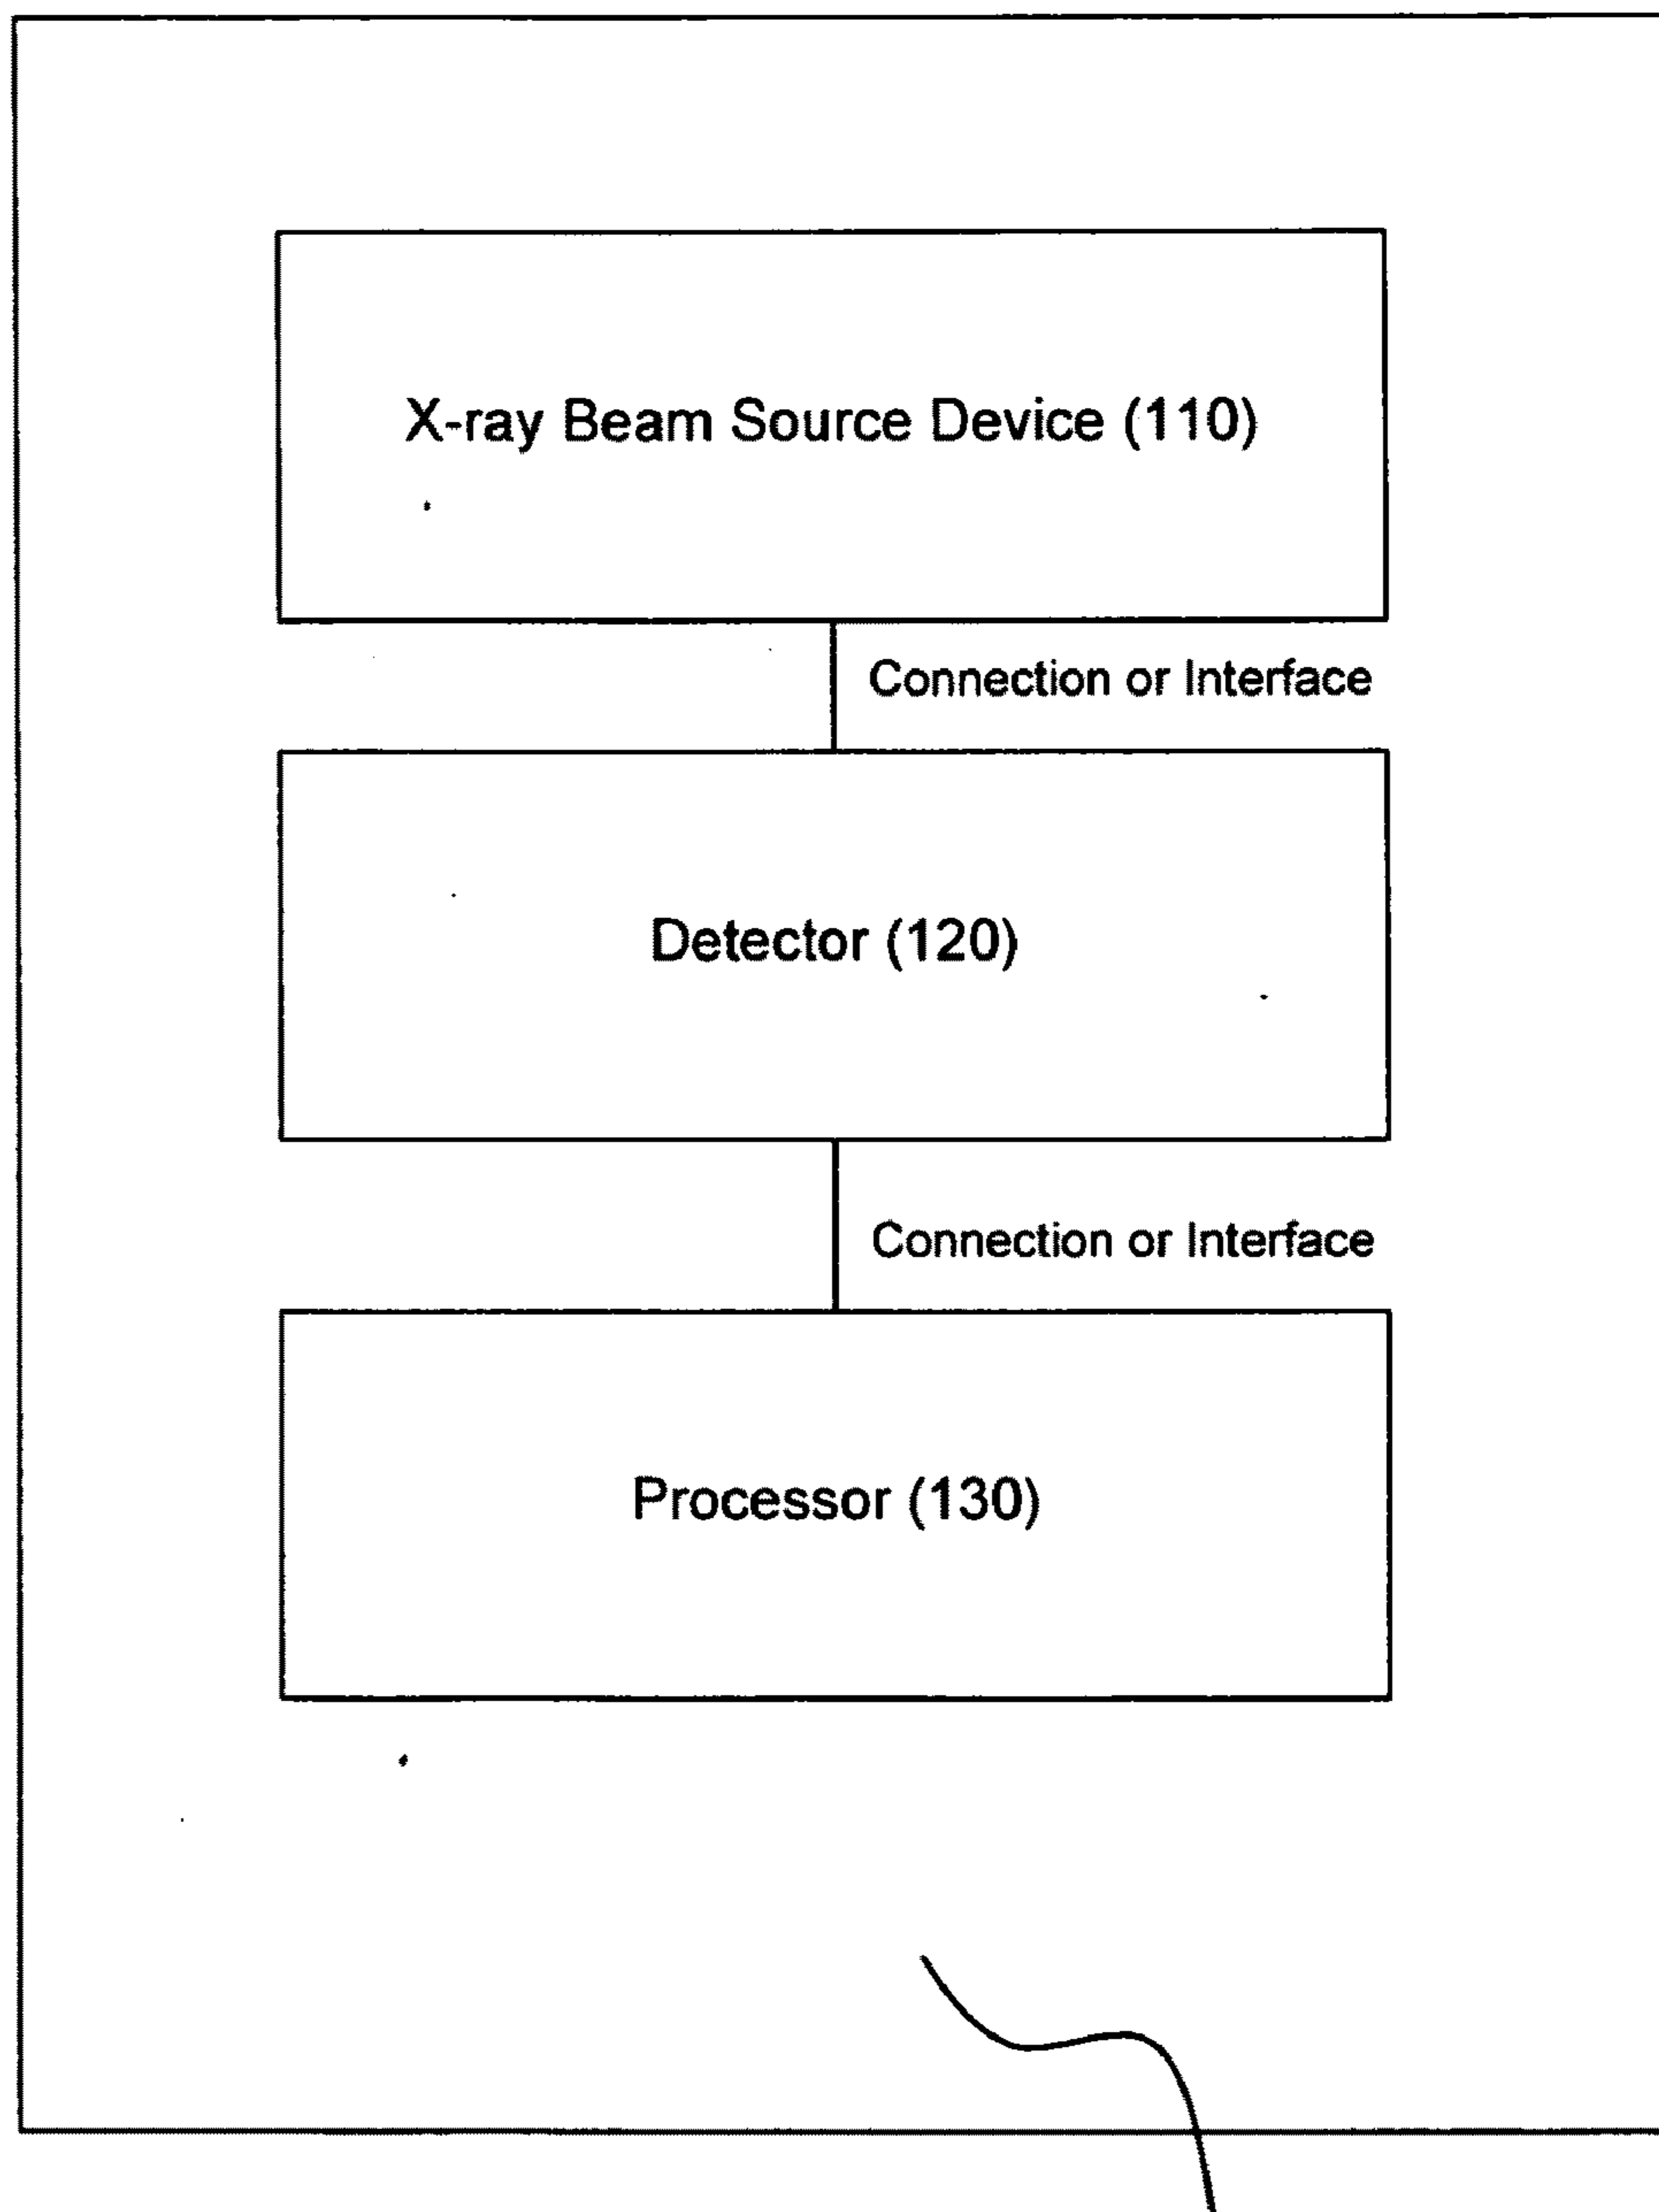 X-ray Beam Source Device (110)
Connection or Interface
Detector (120)
Connection or Interface
Processor (130)